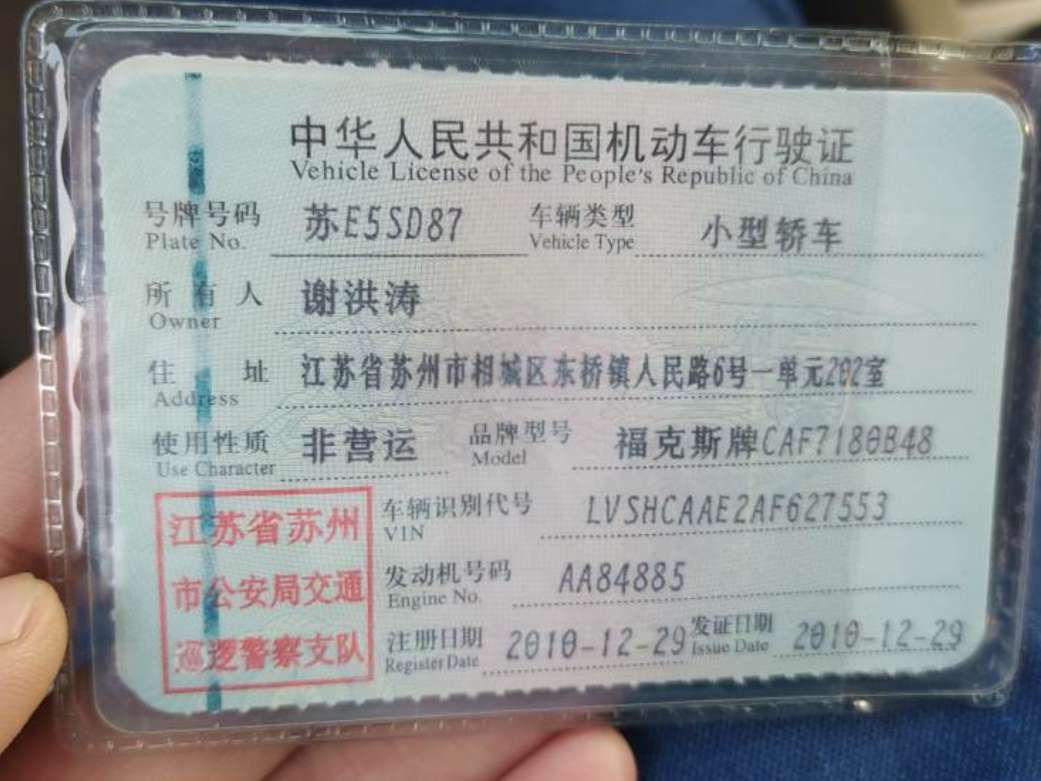 中华人民共和国机动车行驶证
Vehicle License of the People's Republic of China
号牌号码 苏E5SD87 车辆类型 小型轿车
Plate No. Vehicle Type
所有人 谢洪涛
Owner
住址 江苏省苏州市相城区东桥镇人民路6号一单元202室
Address
使用性质 非营运 品牌型号 福克斯牌CAF7180B48
Use Character Model
江苏省苏州
市公安局交通
巡逻警察支队
车辆识别代号 LVSHCAAE2AF627553
VIN
发动机号码 AA84885
Engine No.
注册日期 2010-12-29 发证日期 2010-12-29
Register Date Issue Date